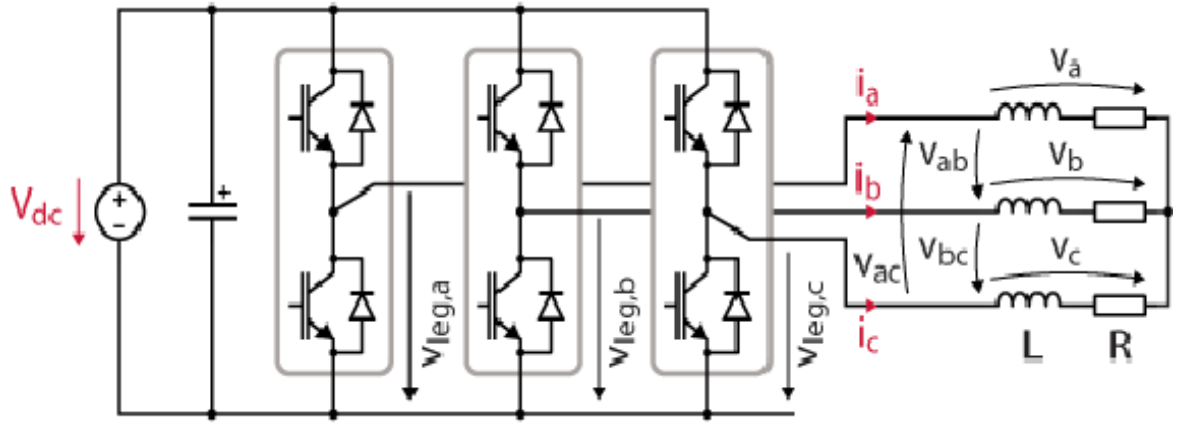 Vdc
+
−
+
vleg,a
vleg,b
vleg,c
ia
ib
ic
va
vab
vb
vbc
vac
vc
L
R